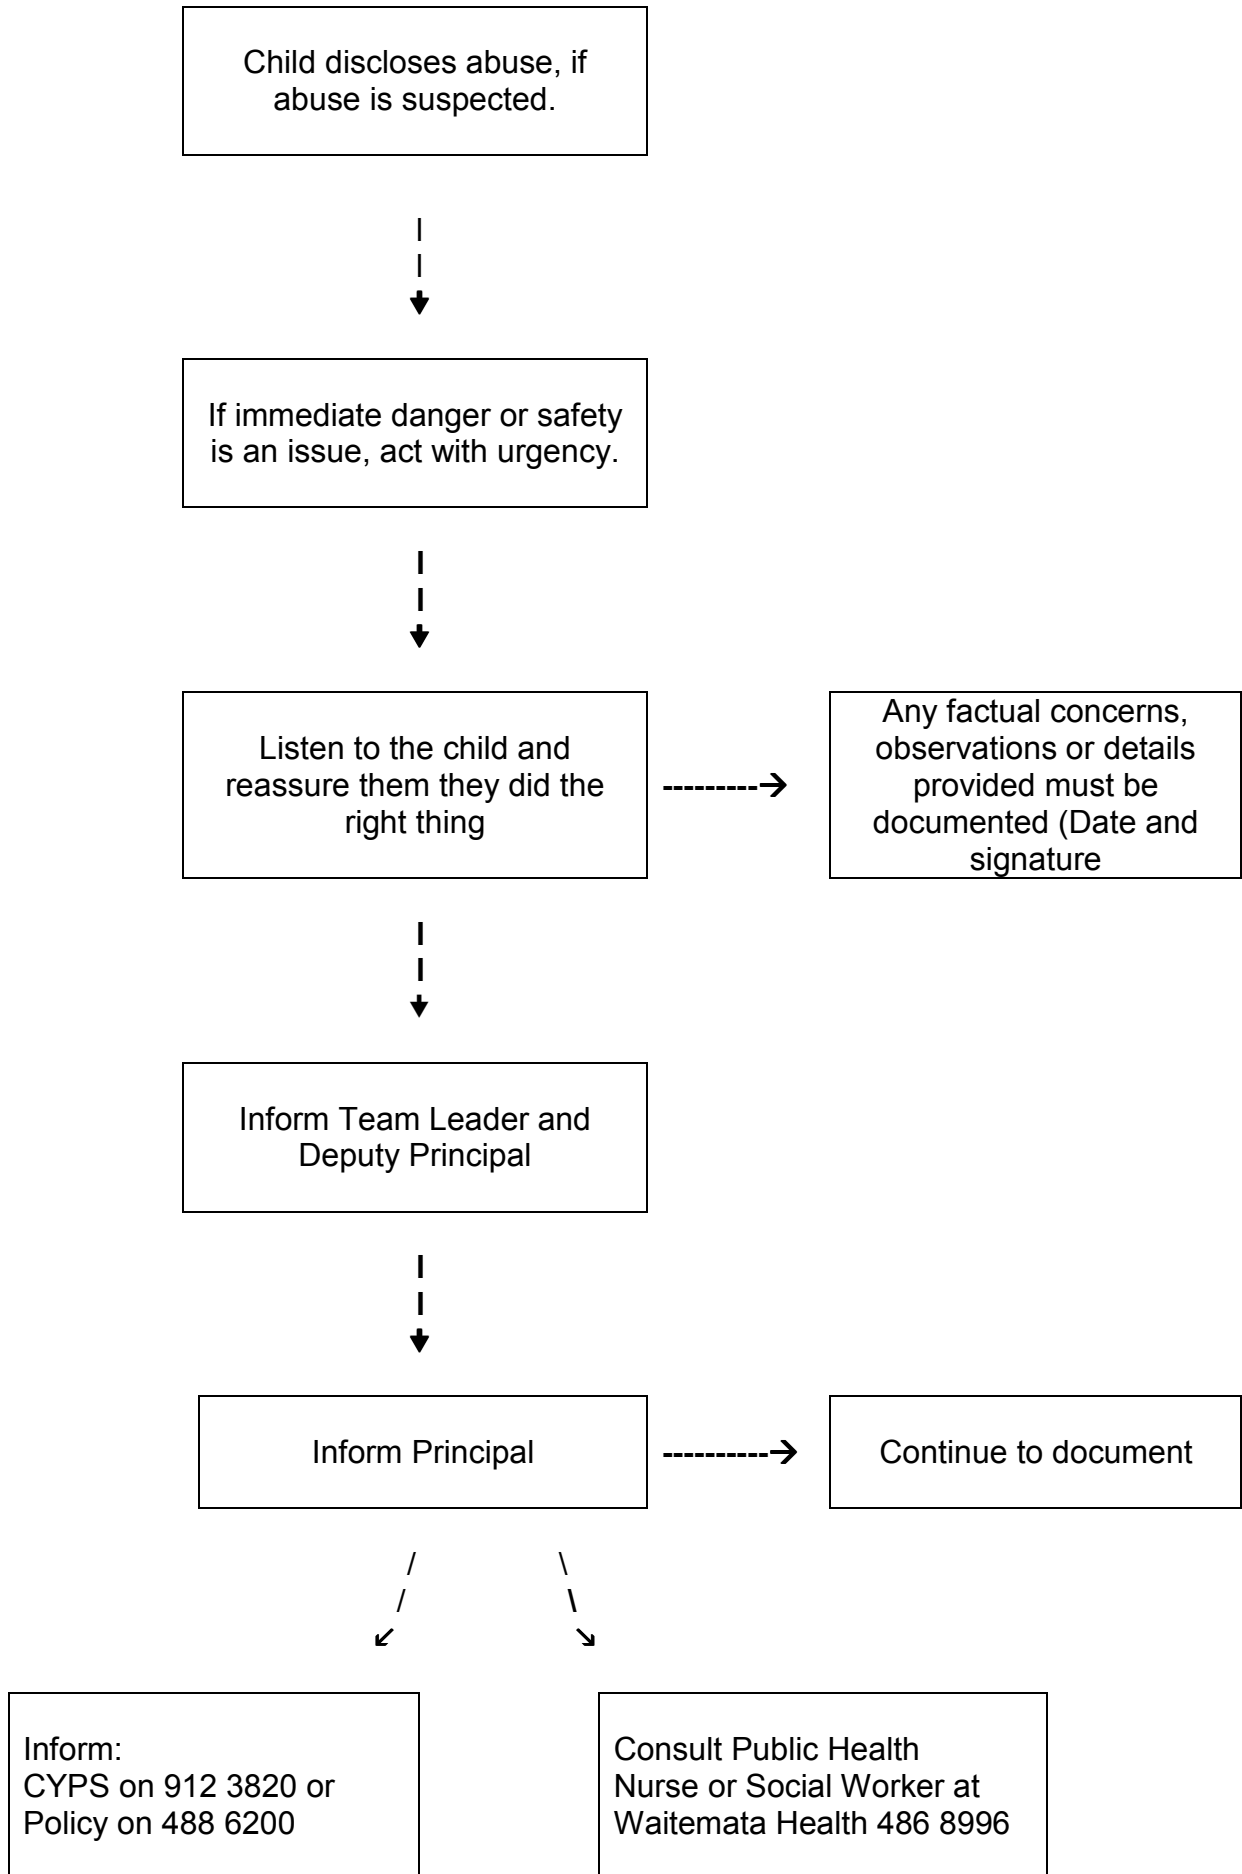 Child discloses abuse, if
abuse is suspected.
If immediate danger or safety
is an issue, act with urgency.
Listen to the child and
reassure them they did the
right thing
Any factual concerns,
observations or details
provided must be
documented (Date and
signature
Inform Team Leader and
Deputy Principal
Inform Principal
Continue to document
Inform:
CYPS on 912 3820 or
Policy on 488 6200
Consult Public Health
Nurse or Social Worker at
Waitemata Health 486 8996